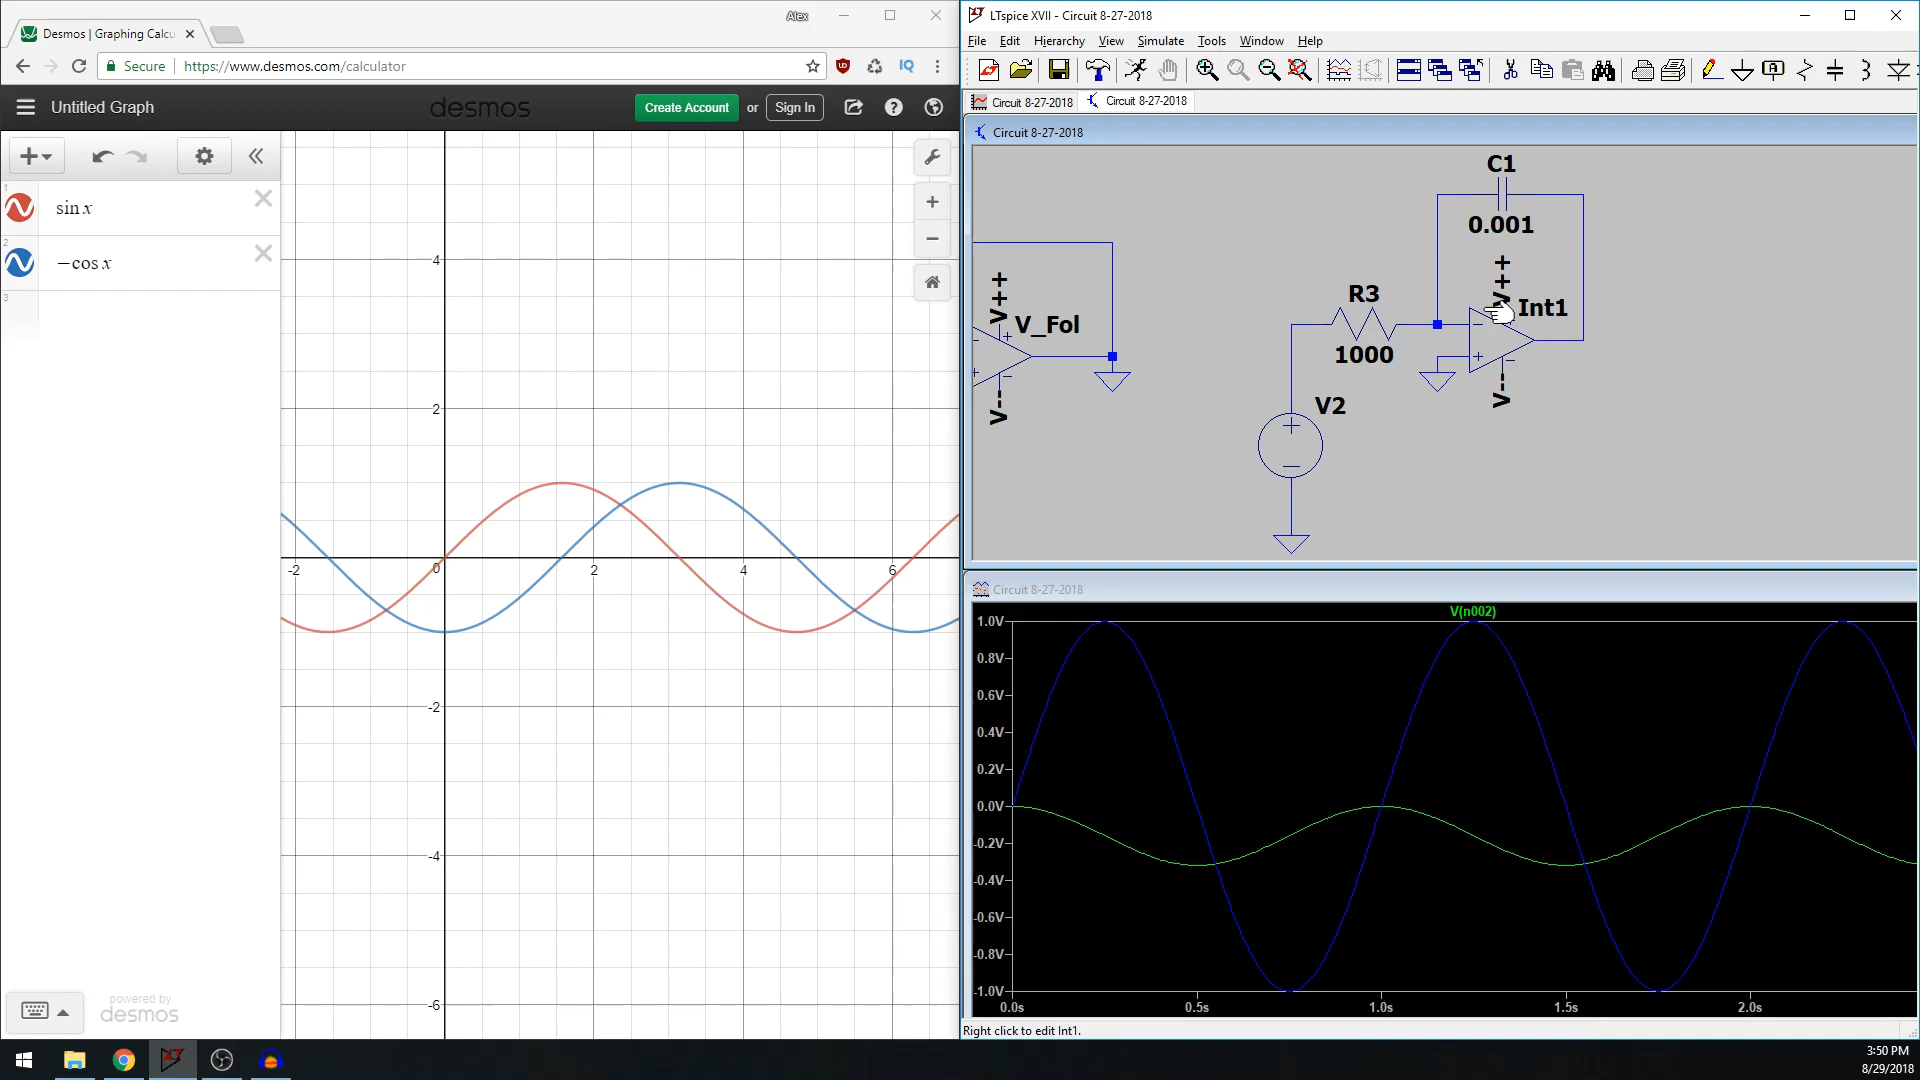 Desmos | Graphing Calcu
Alex
Secure
https://www.desmos.com/calculator
Untitled Graph
desmos
Create Account
or
Sign In
1
sin x
2
−cos x
3
4
2
-2
0
2
4
6
-2
-4
-6
powered by
desmos
LTspice XVII - Circuit 8-27-2018
File Edit Hierarchy View Simulate Tools Window Help
Circuit 8-27-2018
Circuit 8-27-2018
Circuit 8-27-2018
C1
0.001
V++
V_Fol
V--
R3
1000
V++
Int1
V--
V2
Circuit 8-27-2018
V(n002)
1.0V
0.8V
0.6V
0.4V
0.2V
0.0V
-0.2V
-0.4V
-0.6V
-0.8V
-1.0V
0.0s 0.5s 1.0s 1.5s 2.0s
Right click to edit Int1.
3:50 PM
8/29/2018